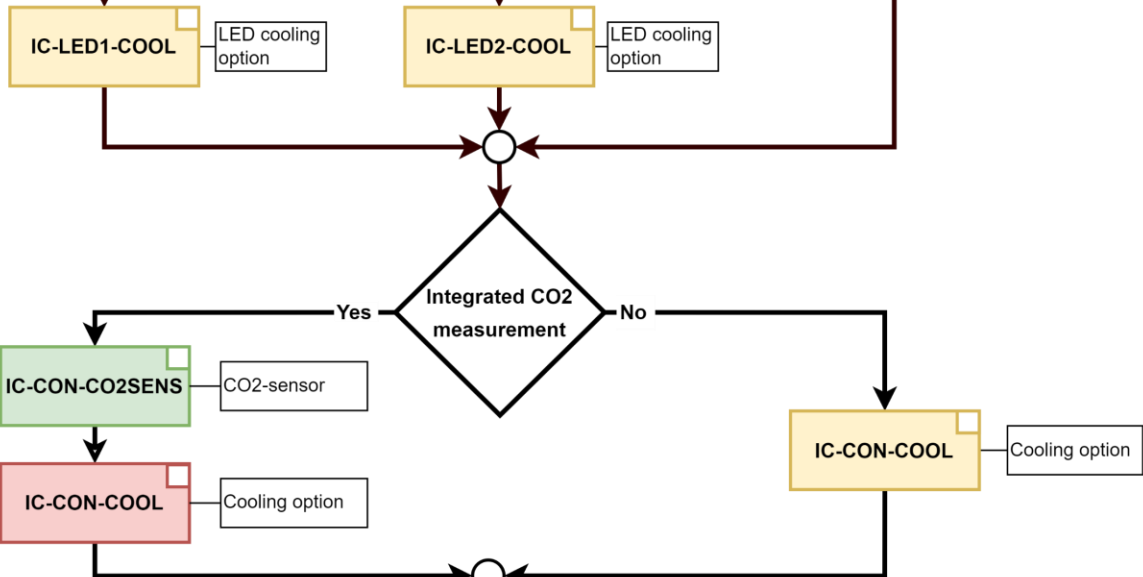 IC-LED1-COOL
LED cooling
option
IC-LED2-COOL
LED cooling
option
Integrated CO2
measurement
Yes
No
IC-CON-CO2SENS
CO2-sensor
IC-CON-COOL
Cooling option
IC-CON-COOL
Cooling option